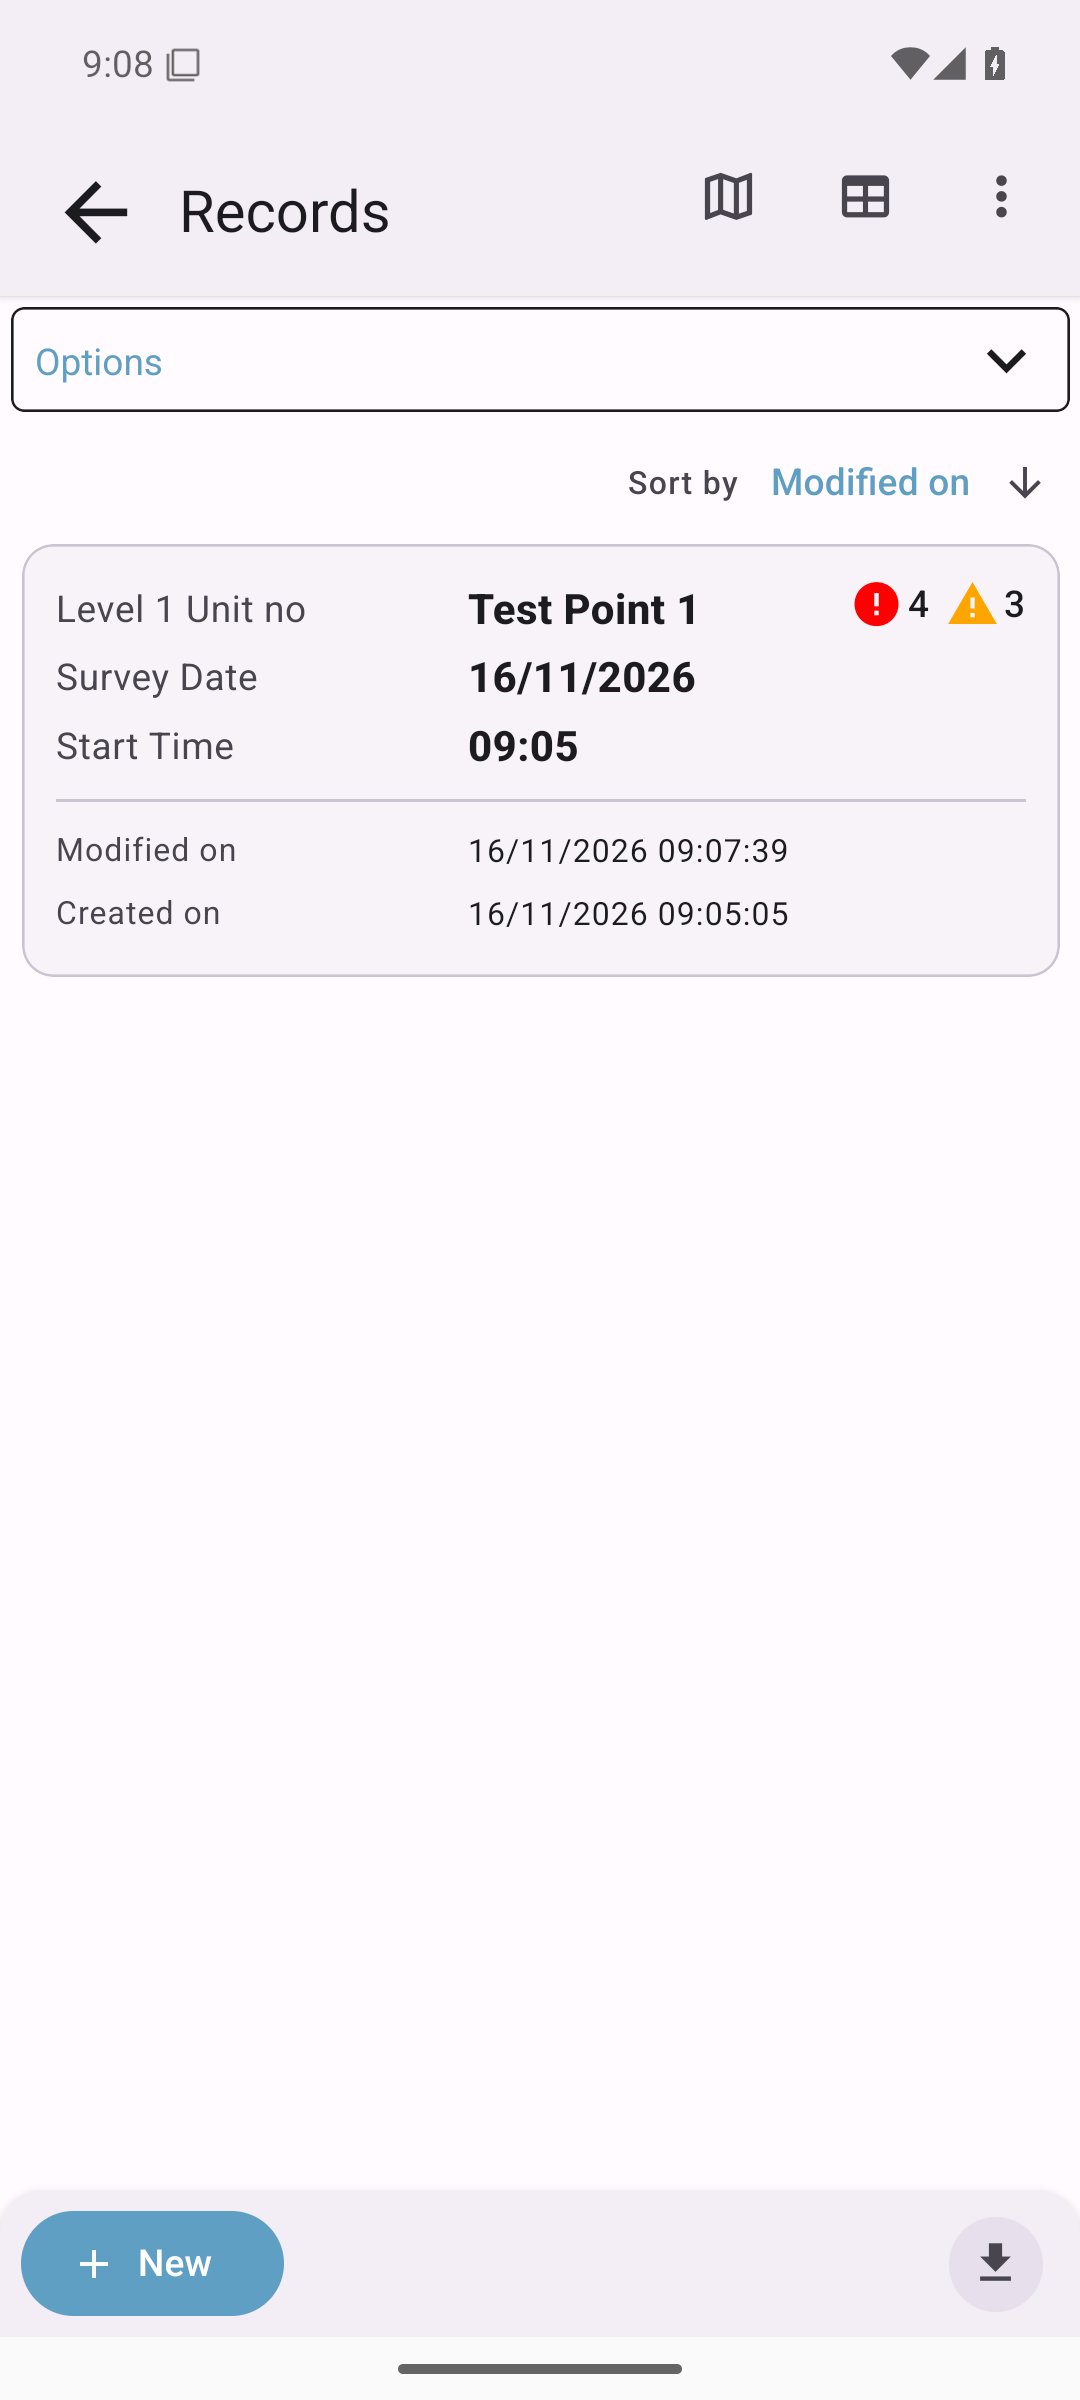 9:08
Records
Options
Sort by Modified on
Level 1 Unit no Test Point 1 4 3
Survey Date 16/11/2026
Start Time 09:05
Modified on 16/11/2026 09:07:39
Created on 16/11/2026 09:05:05
New